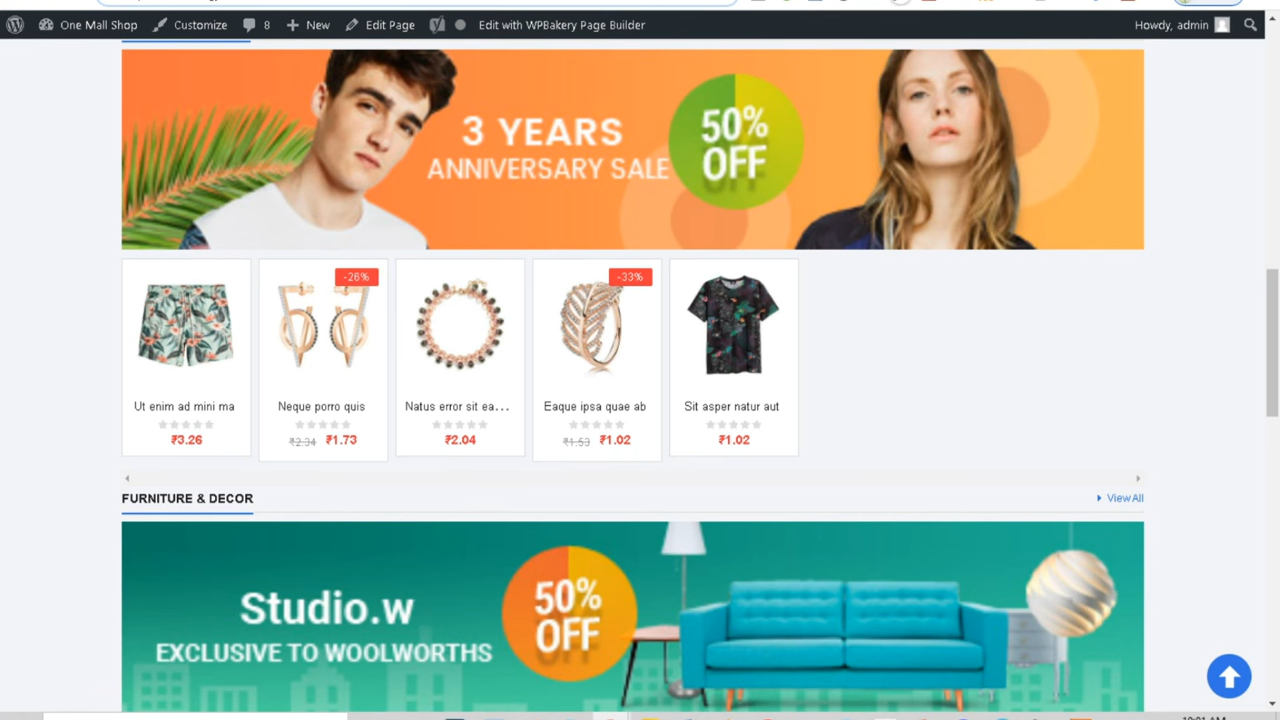 One Mall Shop Customize 8 New Edit Page Edit with WPBakery Page Builder Howdy, admin
3 YEARS
ANNIVERSARY SALE
50%
OFF
-26%
-33%
Ut enim ad mini ma
Neque porro quis
Natus error sit ea...
Eaque ipsa quae ab
Sit asper natur aut
₹3.26
₹2.34 ₹1.73
₹2.04
₹1.53 ₹1.02
₹1.02
FURNITURE & DECOR
View All
Studio.w
EXCLUSIVE TO WOOLWORTHS
50%
OFF